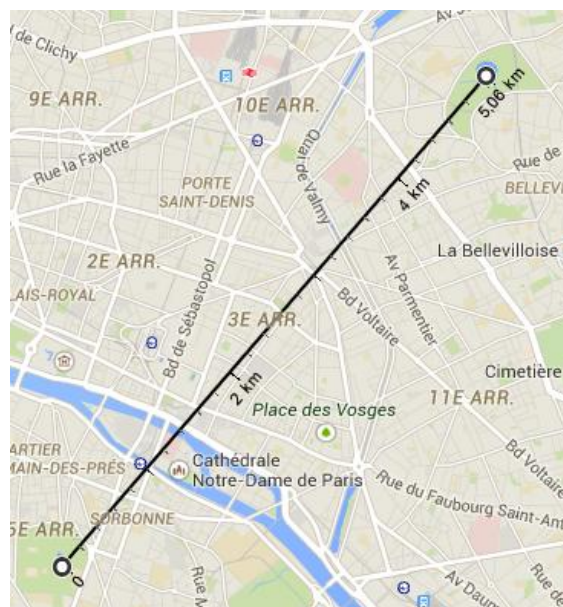 Av
de Clichy
9E ARR.
10E ARR.
5,06 km
Rue la Fayette
Quai de Valmy
Rue de
PORTE
SAINT-DENIS
4 km
BELLEV
2E ARR.
La Bellevilloise
LAIS-ROYAL
Bd de Sébastopol
Av Parmentier
3E ARR.
Bd Voltaire
2 km
Cimetière
11E ARR.
Place des Vosges
ARTIER
MAIN-DES-PRÉS
Cathédrale
Notre-Dame de Paris
Bd Voltaire
Rue du Faubourg Saint-Ant
SORBONNE
5E ARR.
0
Rue
Av Daum
Rue de